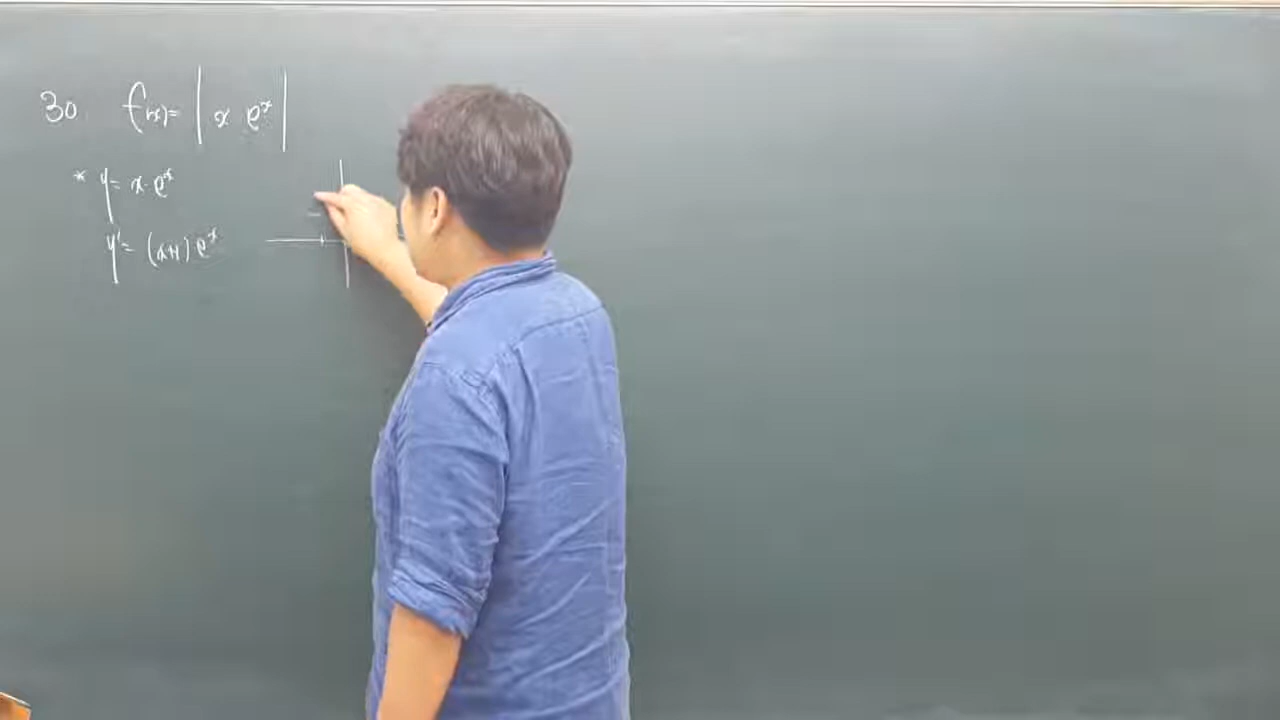 30. f(x)= | x e^x |
* y= x·e^x
y'= (x+1) e^x